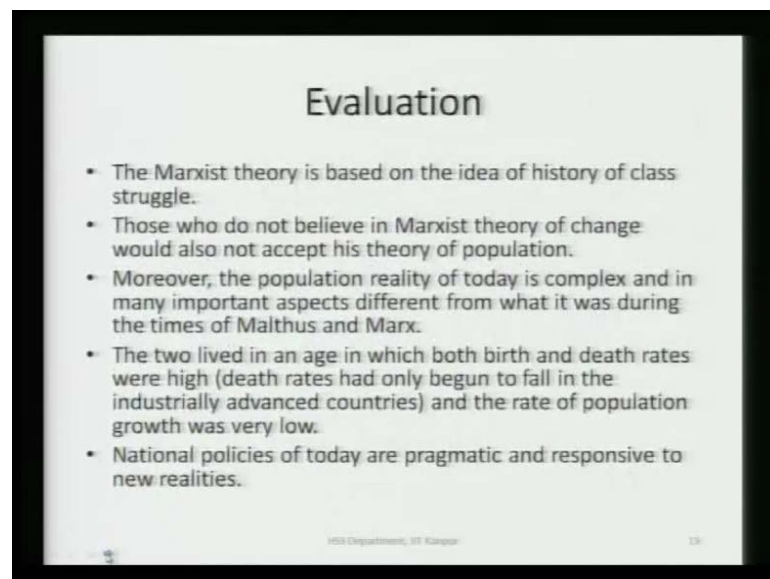 Evaluation
• The Marxist theory is based on the idea of history of class
struggle.
• Those who do not believe in Marxist theory of change
would also not accept his theory of population.
• Moreover, the population reality of today is complex and in
many important aspects different from what it was during
the times of Malthus and Marx.
• The two lived in an age in which both birth and death rates
were high (death rates had only begun to fall in the
industrially advanced countries) and the rate of population
growth was very low.
• National policies of today are pragmatic and responsive to
new realities.
HSS Department, IIT Kanpur